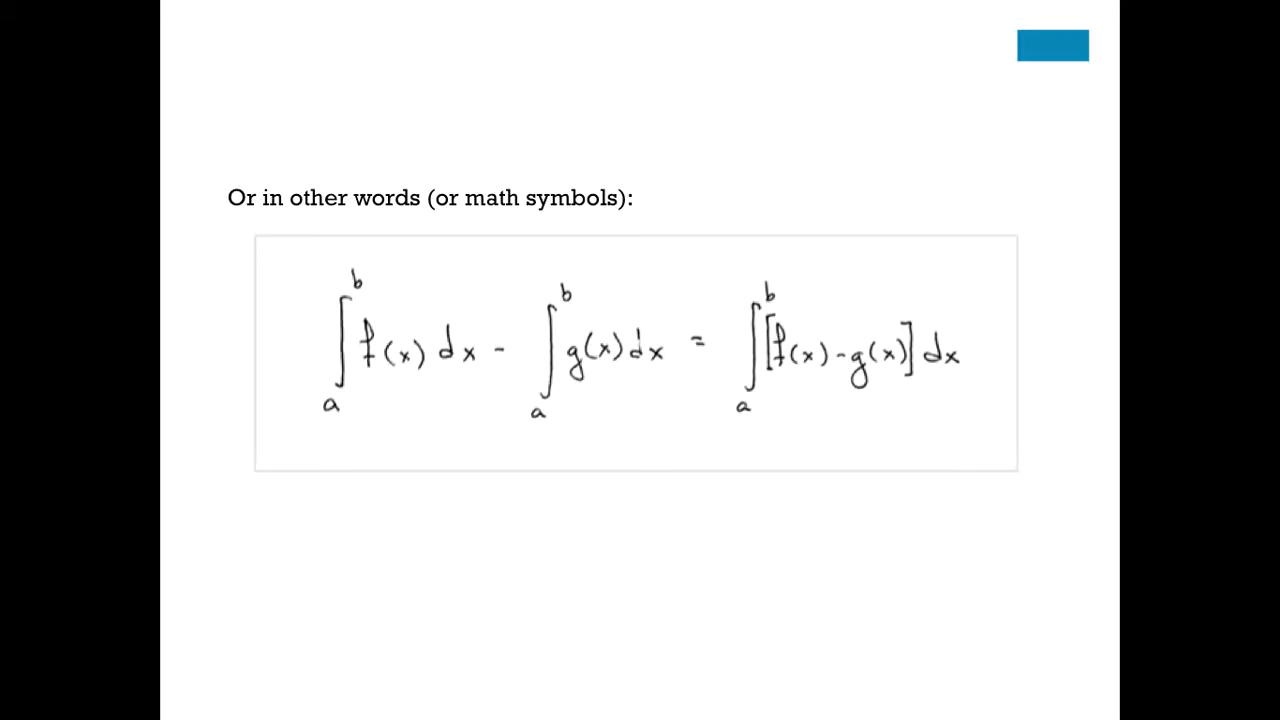 Or in other words (or math symbols):
∫_a^b f(x) dx - ∫_a^b g(x) dx = ∫_a^b [f(x) - g(x)] dx